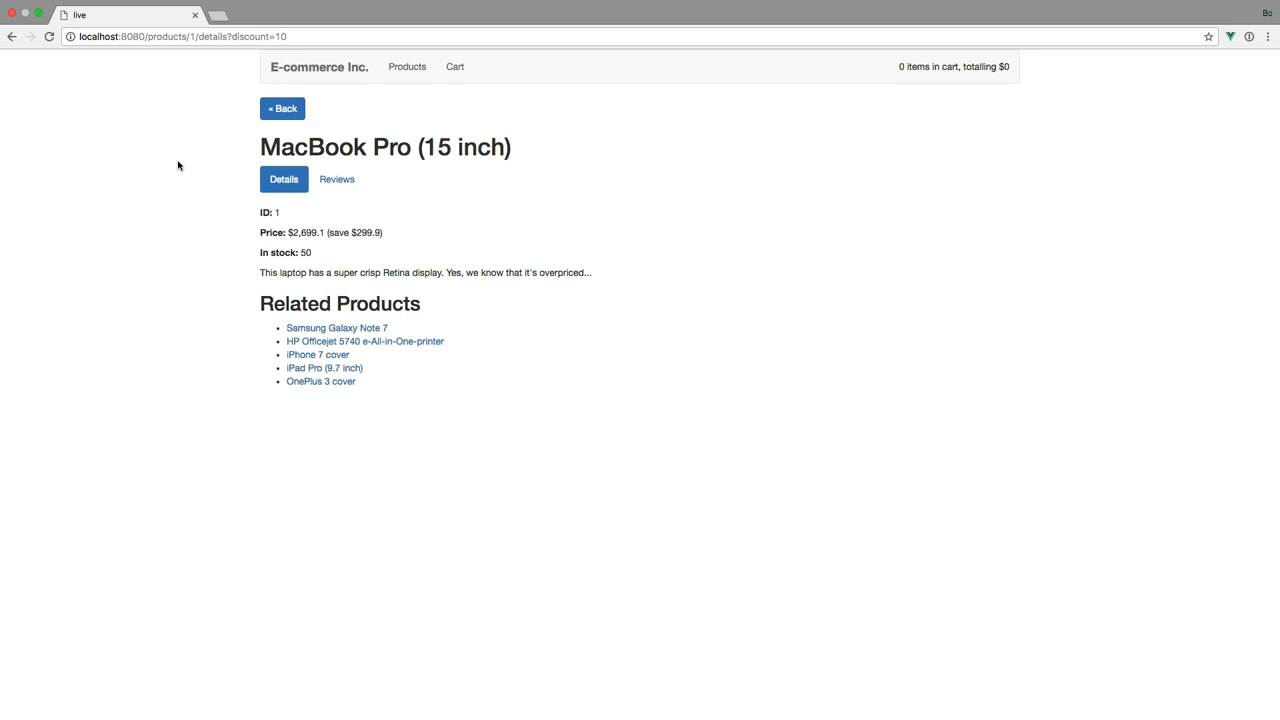 live
Bo
localhost:8080/products/1/details?discount=10
E-commerce Inc. Products Cart 0 items in cart, totalling $0
« Back
MacBook Pro (15 inch)
Details Reviews
ID: 1
Price: $2,699.1 (save $299.9)
In stock: 50
This laptop has a super crisp Retina display. Yes, we know that it's overpriced...
Related Products
• Samsung Galaxy Note 7
• HP Officejet 5740 e-All-in-One-printer
• iPhone 7 cover
• iPad Pro (9.7 inch)
• OnePlus 3 cover